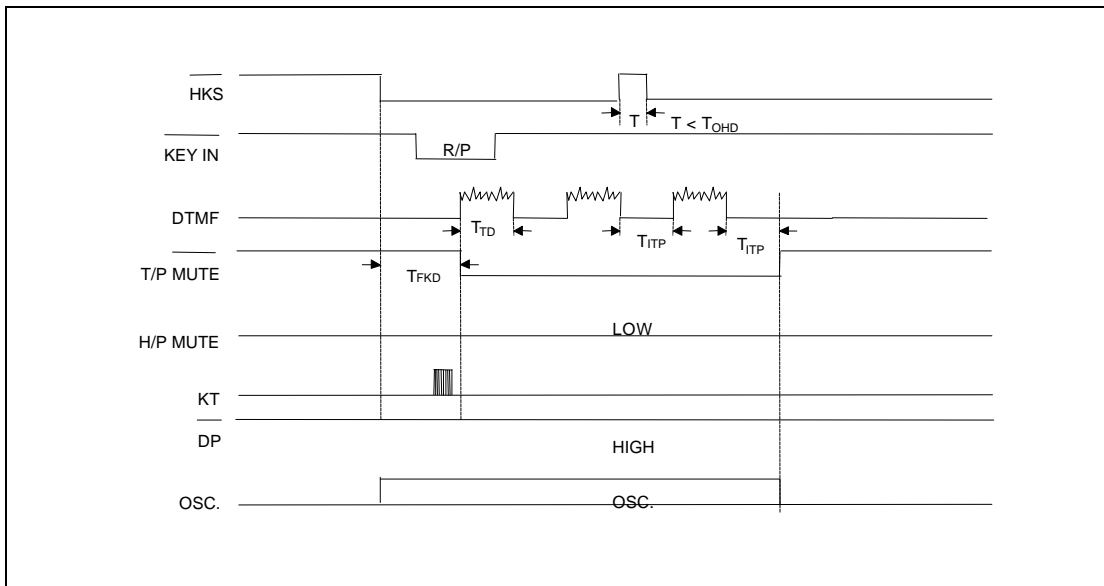 HKS
T T < TOHD
KEY IN
R/P
DTMF
TTD
TITP
TITP
T/P MUTE
TFKD
LOW
H/P MUTE
KT
DP
HIGH
OSC.
OSC.